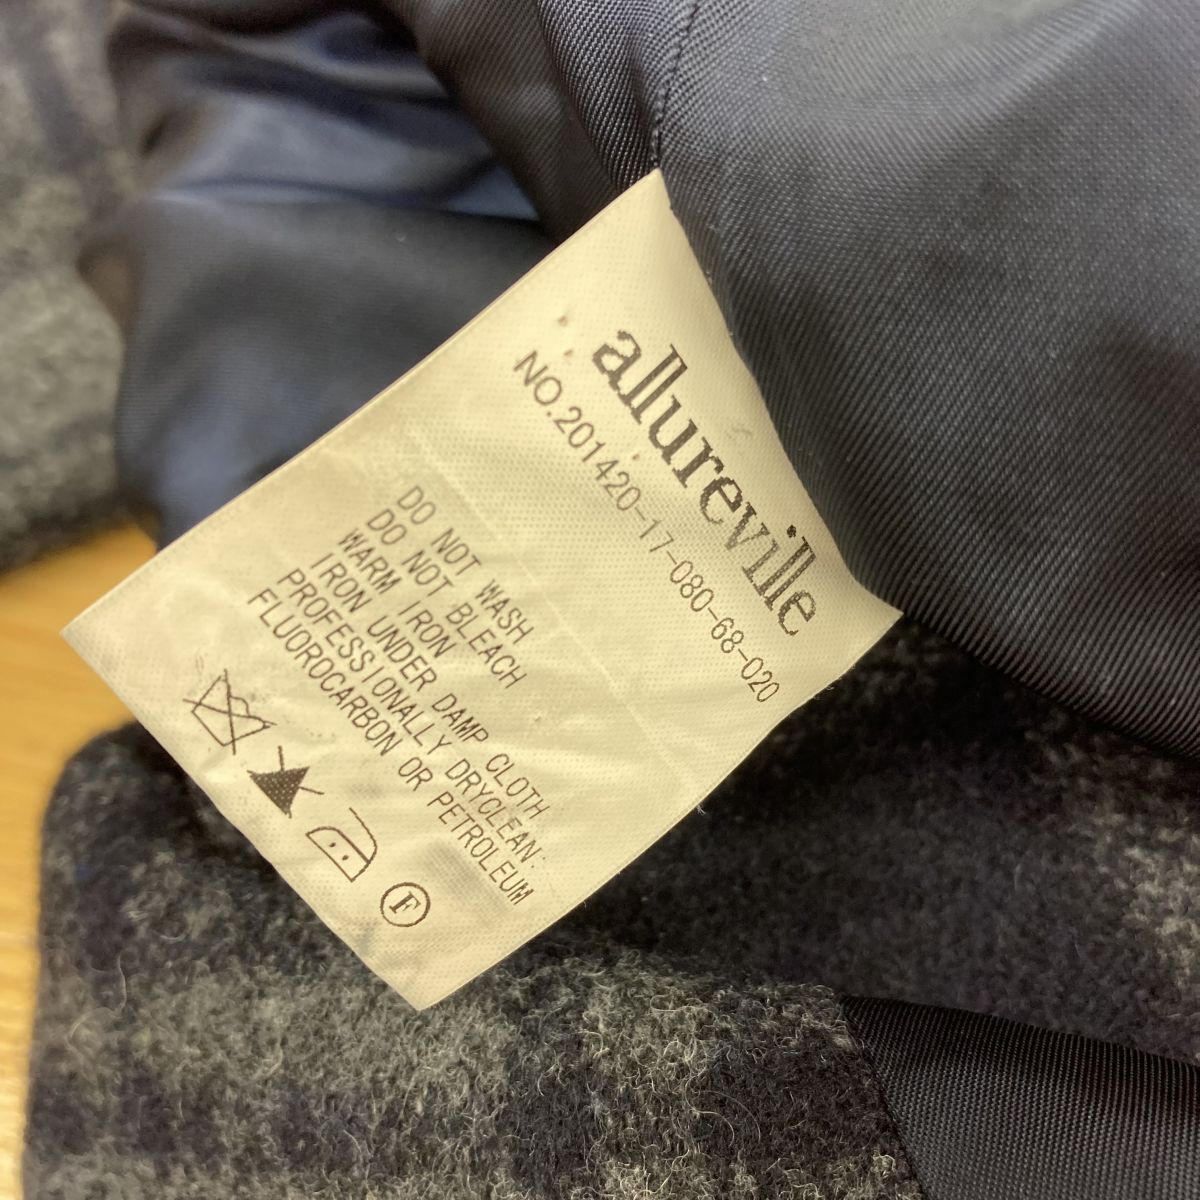 allureville
NO.201420-17-080-68-020
DO NOT WASH
DO NOT BLEACH
WARM IRON
IRON UNDER DAMP CLOTH
PROFESSIONALLY DRYCLEAN:
FLUOROCARBON OR PETROLEUM
F